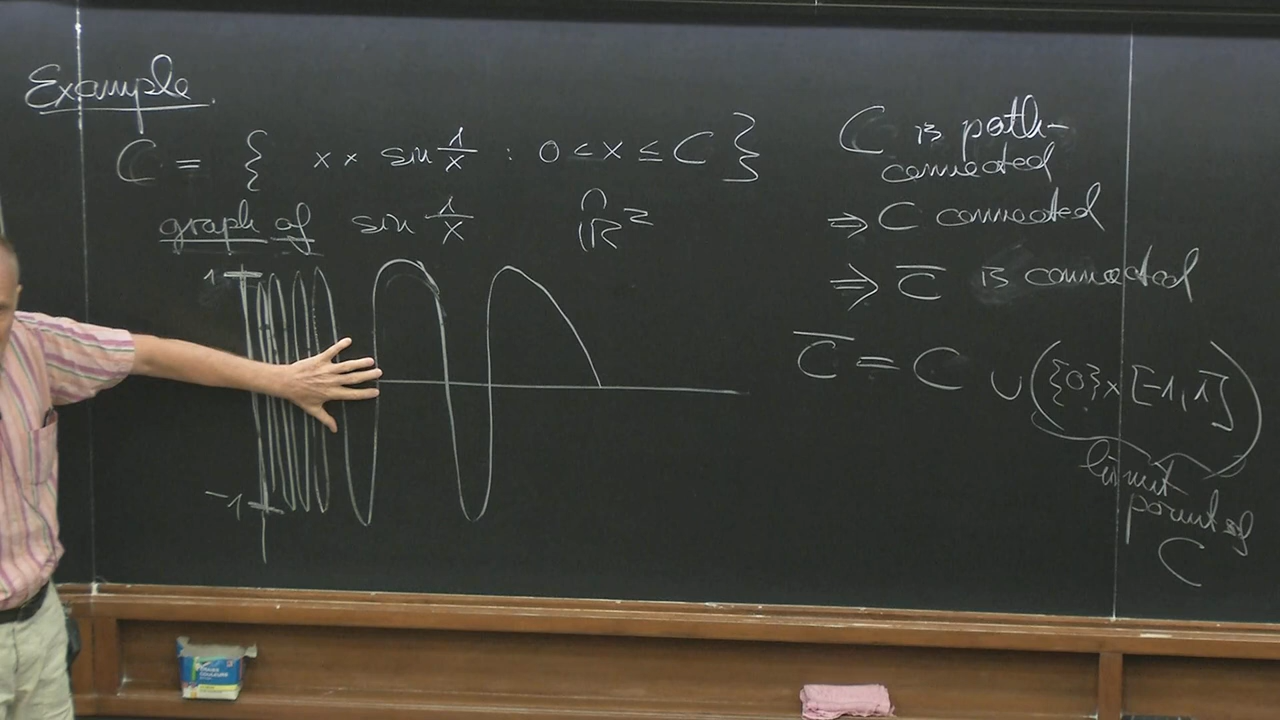 Example
C = { x × sin 1/x : 0 < x ≤ C }
graph of sin 1/x ∩ ℝ²
1
-1
C is path-
connected
⇒ C connected
⇒ C̅ is connected
C̅ = C ∪ ({0} × [-1, 1])
limit
points of
C